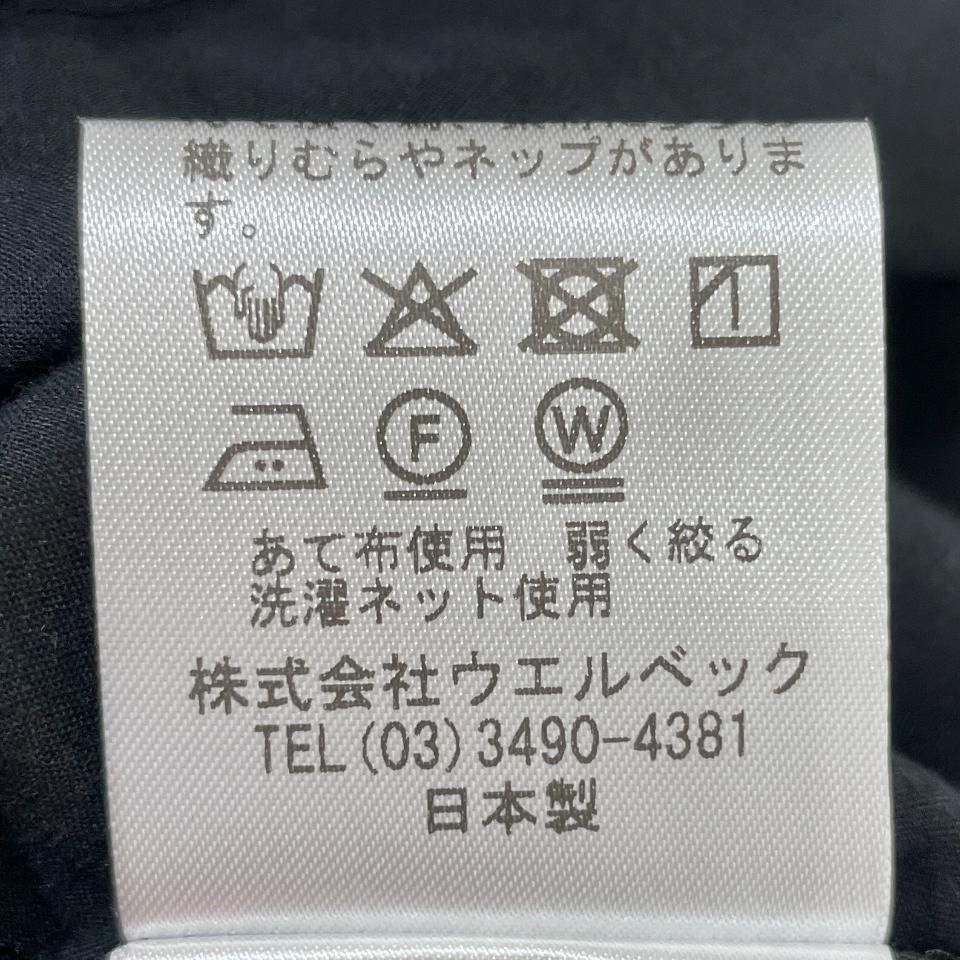 織りむらやネップがありま
す。
F
W
あて布使用 弱く絞る
洗濯ネット使用
株式会社ウエルベック
TEL(03)3490-4381
日本製